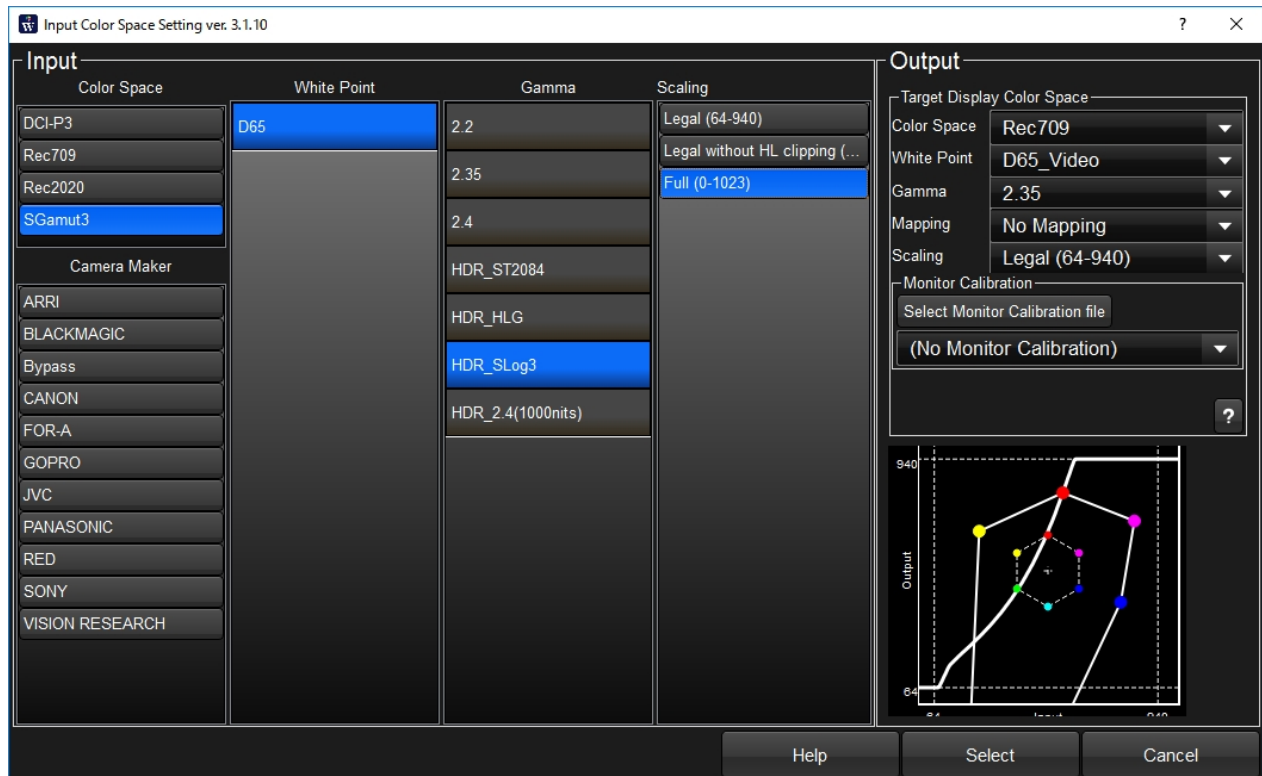 Input Color Space Setting ver. 3.1.10
Input
Color Space
DCI-P3
Rec709
Rec2020
SGamut3
Camera Maker
ARRI
BLACKMAGIC
Bypass
CANON
FOR-A
GOPRO
JVC
PANASONIC
RED
SONY
VISION RESEARCH
White Point
D65
Gamma
2.2
2.35
2.4
HDR_ST2084
HDR_HLG
HDR_SLog3
HDR_2.4(1000nits)
Scaling
Legal (64-940)
Legal without HL clipping (...
Full (0-1023)
Output
Target Display Color Space
Color Space Rec709
White Point D65_Video
Gamma 2.35
Mapping No Mapping
Scaling Legal (64-940)
Monitor Calibration
Select Monitor Calibration file
(No Monitor Calibration)
?
940
Output
64
64 Input 940
Help Select Cancel